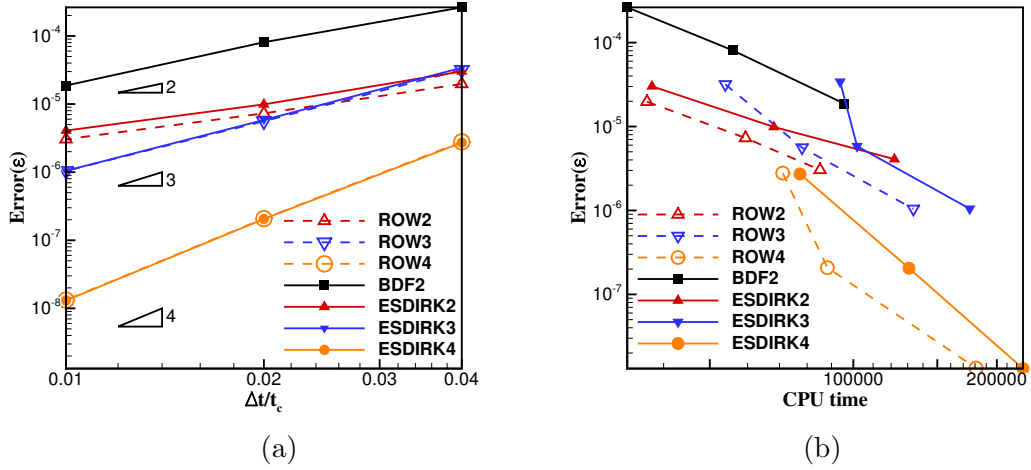 Error(ε)
10⁻⁴
10⁻⁵
10⁻⁶
10⁻⁷
10⁻⁸
2
3
4
ROW2
ROW3
ROW4
BDF2
ESDIRK2
ESDIRK3
ESDIRK4
0.01
0.02
0.03
0.04
Δt/t_c
(a)
Error(ε)
10⁻⁴
10⁻⁵
10⁻⁶
10⁻⁷
ROW2
ROW3
ROW4
BDF2
ESDIRK2
ESDIRK3
ESDIRK4
100000
200000
CPU time
(b)